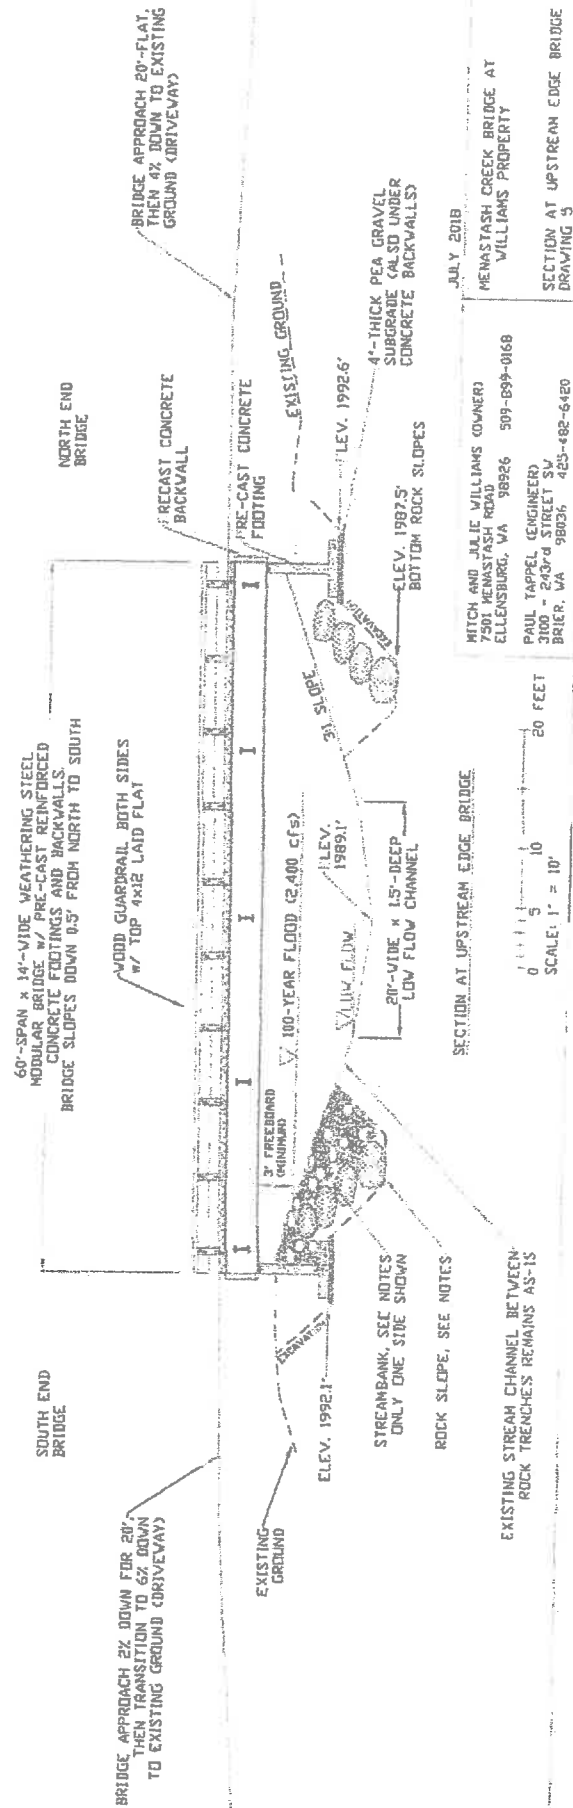 60'-SPAN x 14'-WIDE WEATHERING STEEL
MODULAR BRIDGE w/ PRE-CAST REINFORCED
CONCRETE FOOTINGS AND BACKWALLS.
BRIDGE SLOPES DOWN 0.5' FROM NORTH TO SOUTH
SOUTH END
BRIDGE
NORTH END
BRIDGE
BRIDGE APPROACH 2% DOWN FOR 20',
THEN TRANSITION TO 6% DOWN
TO EXISTING GROUND (DRIVEWAY)
WOOD GUARDRAIL BOTH SIDES
w/ TOP 4x12 LAID FLAT
BRIDGE APPROACH 20'-FLAT,
THEN 4% DOWN TO EXISTING
GROUND (DRIVEWAY)
RECAST CONCRETE
BACKWALL
PRE-CAST CONCRETE
FOOTING
EXISTING GROUND
3' FREEBOARD
(MINIMUM)
100-YEAR FLOOD (2,400 cfs)
LOW FLOW
3:1 SLOPE
EXCAVATION
EXISTING
GROUND
EXCAVATION
ELEV. 1992.1'
ELEV.
1989.1'
20'-WIDE x 1.5'-DEEP
LOW FLOW CHANNEL
LEV. 1992.6'
4"-THICK PEA GRAVEL
SUBGRADE (ALSO UNDER
CONCRETE BACKWALLS)
ELEV. 1987.5'
BOTTOM ROCK SLOPES
STREAMBANK, SEE NOTES
ONLY ONE SIDE SHOWN
ROCK SLOPE, SEE NOTES
EXISTING STREAM CHANNEL BETWEEN
ROCK TRENCHES REMAINS AS-IS
SECTION AT UPSTREAM EDGE BRIDGE
0 5 10 20 FEET
SCALE: 1" = 10'
MITCH AND JULIE WILLIAMS (OWNER)
7501 MENASTASH ROAD
ELLENSBURG, WA 98926 509-899-0168
PAUL TAPPEL (ENGINEER)
3100 - 243rd STREET SW
BRIER, WA 98036 425-482-6420
JULY 2018
MENASTASH CREEK BRIDGE AT
WILLIAMS PROPERTY
SECTION AT UPSTREAM EDGE BRIDGE
DRAWING 5